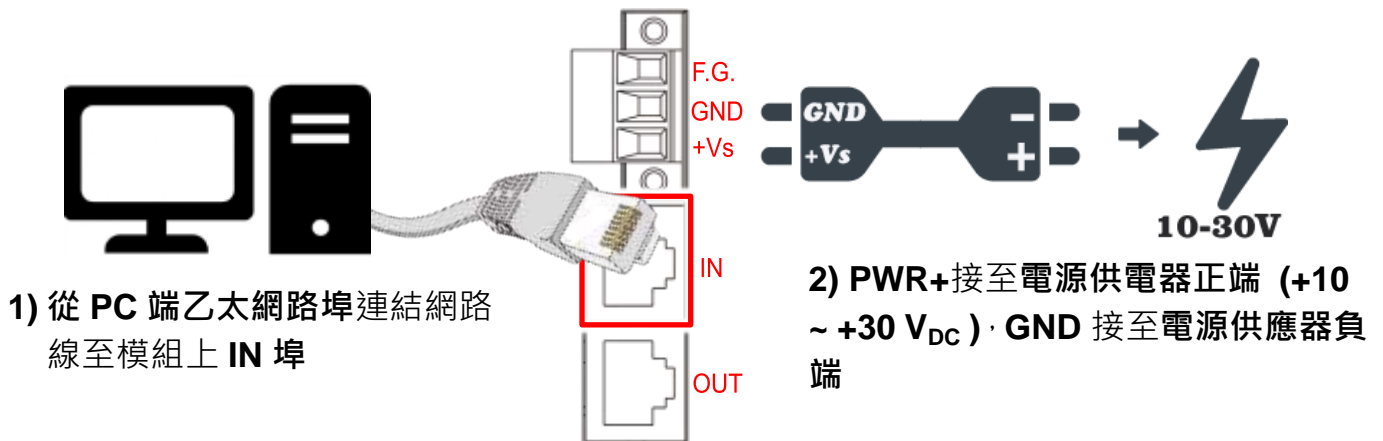 F.G.
GND
+Vs
GND
+Vs
-
+
10-30V
IN
OUT
1) 從 PC 端乙太網路埠連結網路
線至模組上 IN 埠
2) PWR+接至電源供電器正端 (+10
~ +30 VDC )，GND 接至電源供應器負
端